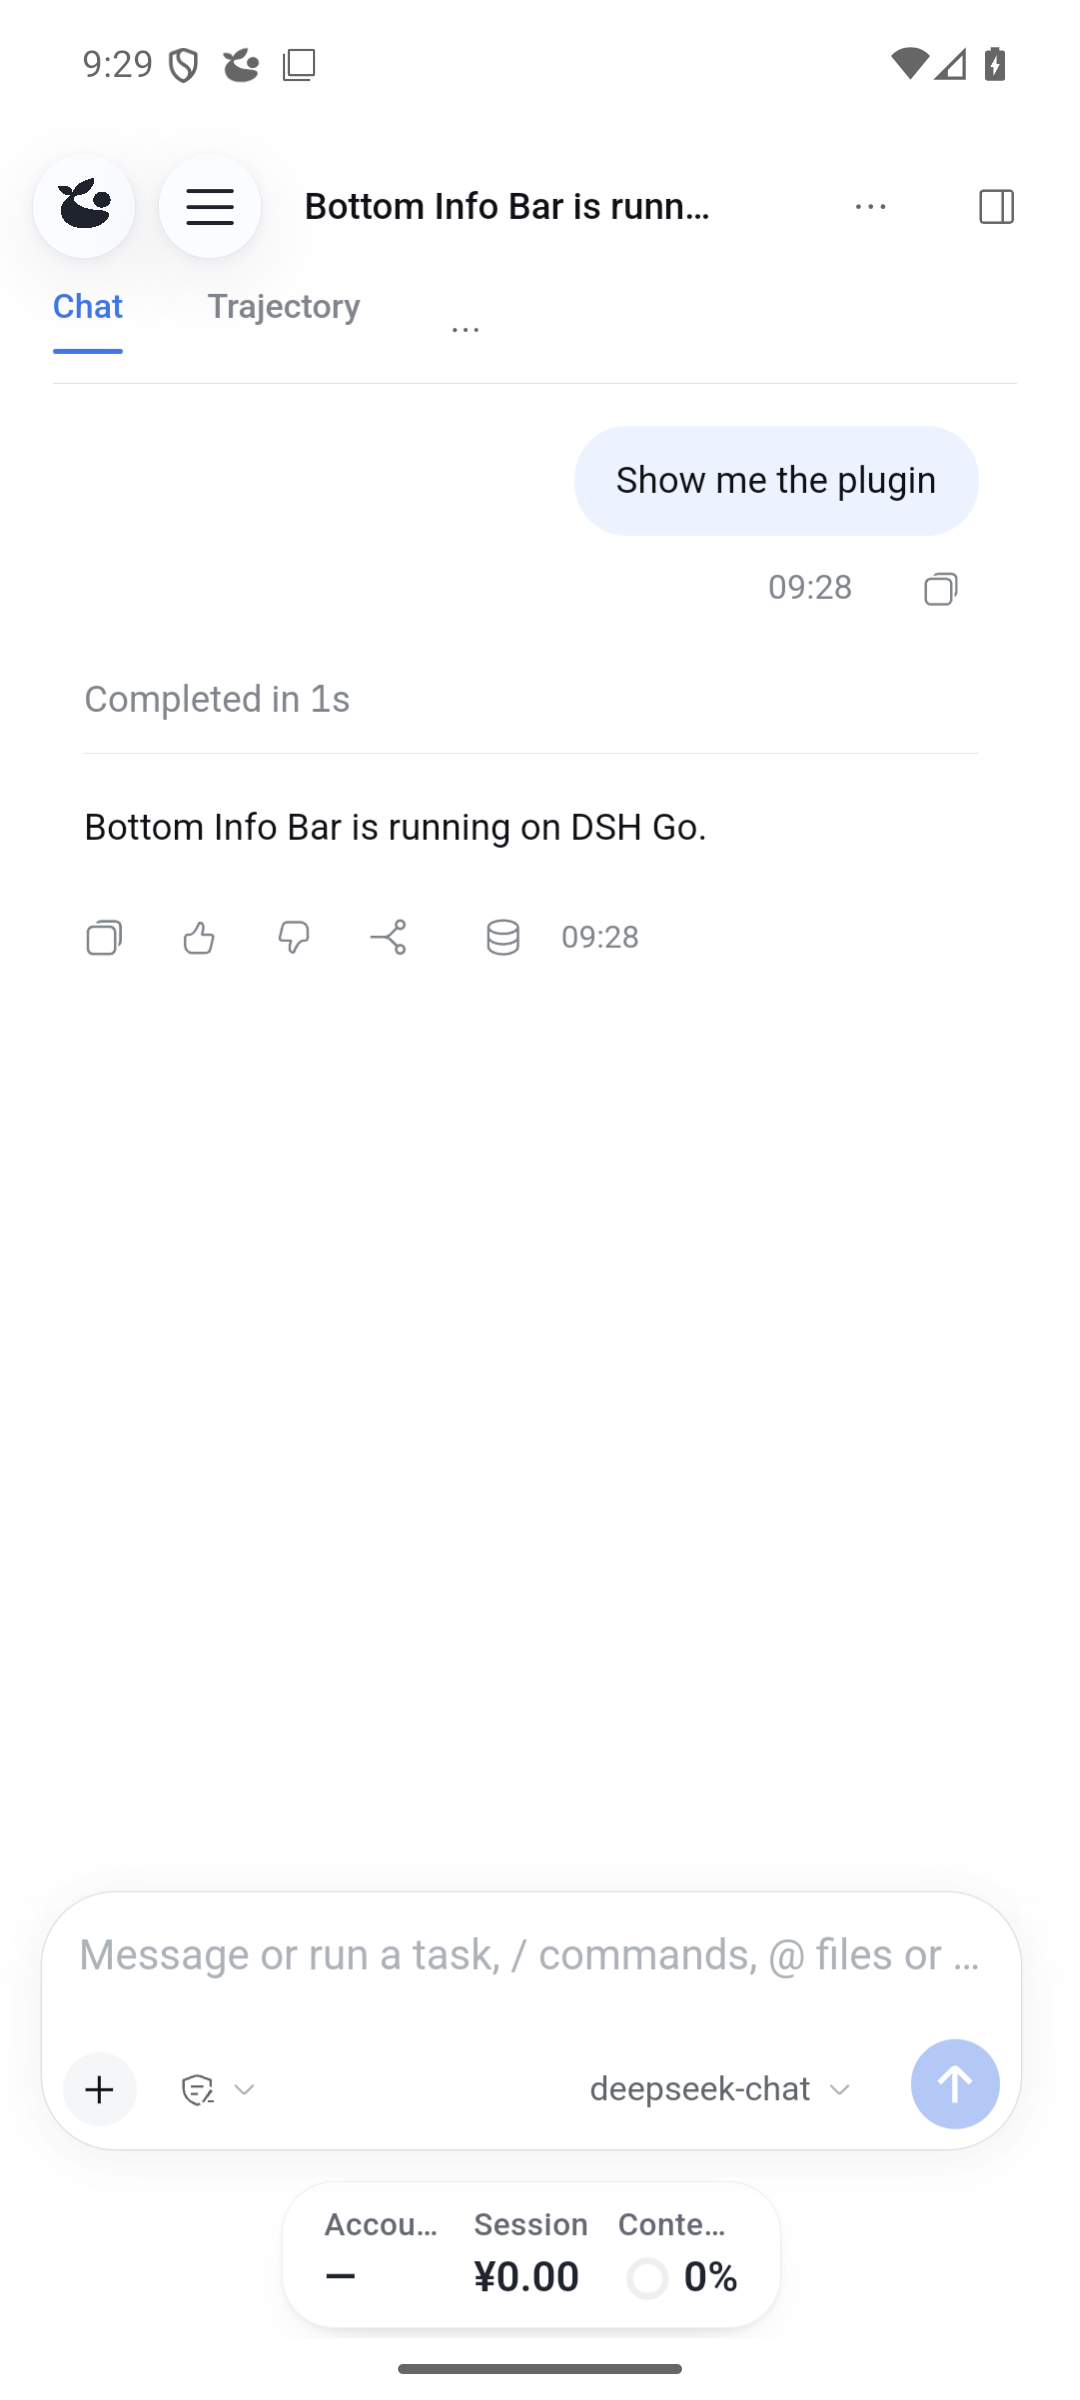 9:29
Bottom Info Bar is runn...
Chat
Trajectory
...
Show me the plugin
09:28
Completed in 1s
Bottom Info Bar is running on DSH Go.
09:28
Message or run a task, / commands, @ files or ...
deepseek-chat
Accou... Session Conte...
— ¥0.00 0%